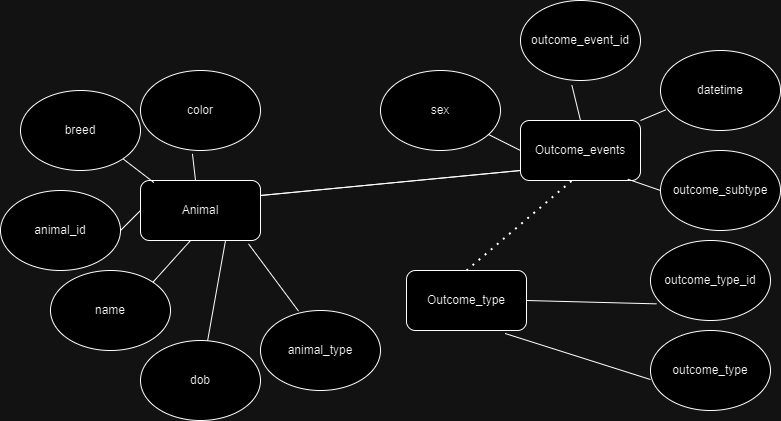 outcome_event_id
datetime
color
sex
breed
Outcome_events
outcome_subtype
Animal
animal_id
outcome_type_id
Outcome_type
name
animal_type
outcome_type
dob